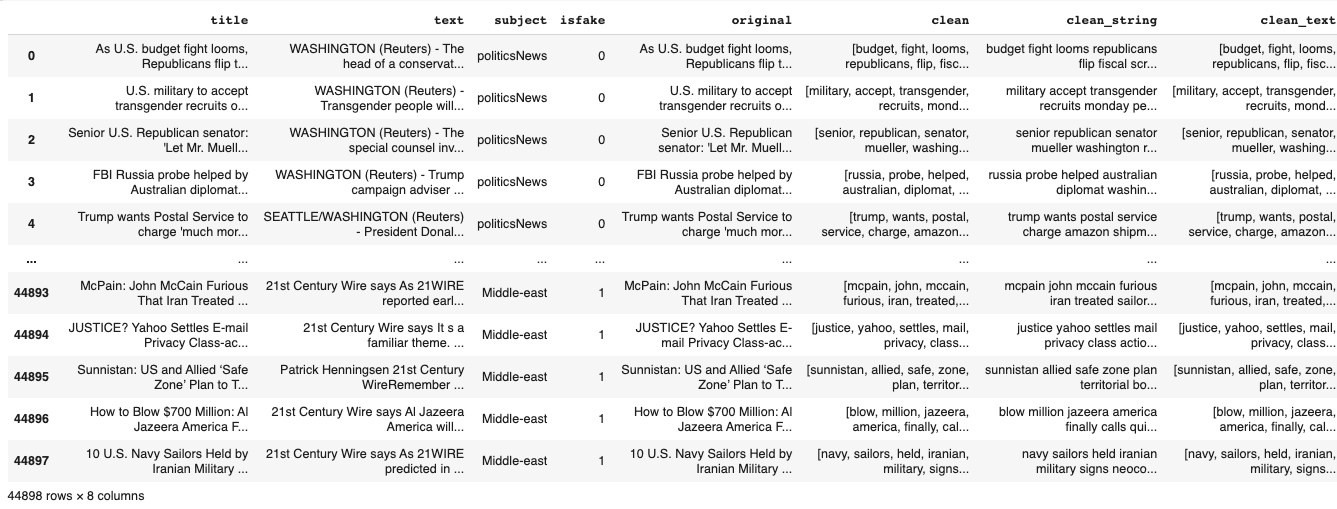 title text subject isfake original clean clean_string clean_text
0 As U.S. budget fight looms, WASHINGTON (Reuters) - The politicsNews 0 As U.S. budget fight looms, [budget, fight, looms, budget fight looms republicans [budget, fight, looms,
Republicans flip t... head of a conservat... Republicans flip t... republicans, flip, fisc... flip fiscal scr... republicans, flip, fisc...
1 U.S. military to accept WASHINGTON (Reuters) - politicsNews 0 U.S. military to accept [military, accept, transgender, military accept transgender [military, accept, transgender,
transgender recruits o... Transgender people will... transgender recruits o... recruits, mond... recruits monday pe... recruits, mond...
2 Senior U.S. Republican senator: WASHINGTON (Reuters) - The politicsNews 0 Senior U.S. Republican [senior, republican, senator, senior republican senator [senior, republican, senator,
'Let Mr. Muell... special counsel inv... senator: 'Let Mr. Muell... mueller, washing... mueller washington r... mueller, washing...
3 FBI Russia probe helped by WASHINGTON (Reuters) - Trump politicsNews 0 FBI Russia probe helped by [russia, probe, helped, russia probe helped australian [russia, probe, helped,
Australian diplomat... campaign adviser ... Australian diplomat... australian, diplomat, ... diplomat washin... australian, diplomat, ...
4 Trump wants Postal Service to SEATTLE/WASHINGTON (Reuters) politicsNews 0 Trump wants Postal Service to [trump, wants, postal, trump wants postal service [trump, wants, postal,
charge 'much mor... - President Donal... charge 'much mor... service, charge, amazon... charge amazon shipm... service, charge, amazon...
... ... ... ... ... ... ... ... ...
44893 McPain: John McCain Furious 21st Century Wire says As 21WIRE Middle-east 1 McPain: John McCain Furious [mcpain, john, mccain, mcpain john mccain furious [mcpain, john, mccain,
That Iran Treated ... reported earl... That Iran Treated ... furious, iran, treated,... iran treated sailor... furious, iran, treated,...
44894 JUSTICE? Yahoo Settles E-mail 21st Century Wire says It s a Middle-east 1 JUSTICE? Yahoo Settles E- [justice, yahoo, settles, mail, justice yahoo settles mail [justice, yahoo, settles, mail,
Privacy Class-ac... familiar theme. ... mail Privacy Class-ac... privacy, class... privacy class actio... privacy, class...
44895 Sunnistan: US and Allied ‘Safe Patrick Henningsen 21st Century Middle-east 1 Sunnistan: US and Allied ‘Safe [sunnistan, allied, safe, zone, sunnistan allied safe zone plan [sunnistan, allied, safe, zone,
Zone’ Plan to T... WireRemember ... Zone’ Plan to T... plan, territor... territorial bo... plan, territor...
44896 How to Blow $700 Million: Al 21st Century Wire says Al Jazeera Middle-east 1 How to Blow $700 Million: Al [blow, million, jazeera, blow million jazeera america [blow, million, jazeera,
Jazeera America F... America will... Jazeera America F... america, finally, cal... finally calls qui... america, finally, cal...
44897 10 U.S. Navy Sailors Held by 21st Century Wire says As 21WIRE Middle-east 1 10 U.S. Navy Sailors Held by [navy, sailors, held, iranian, navy sailors held iranian [navy, sailors, held, iranian,
Iranian Military ... predicted in ... Iranian Military ... military, signs... military signs neoco... military, signs...
44898 rows × 8 columns